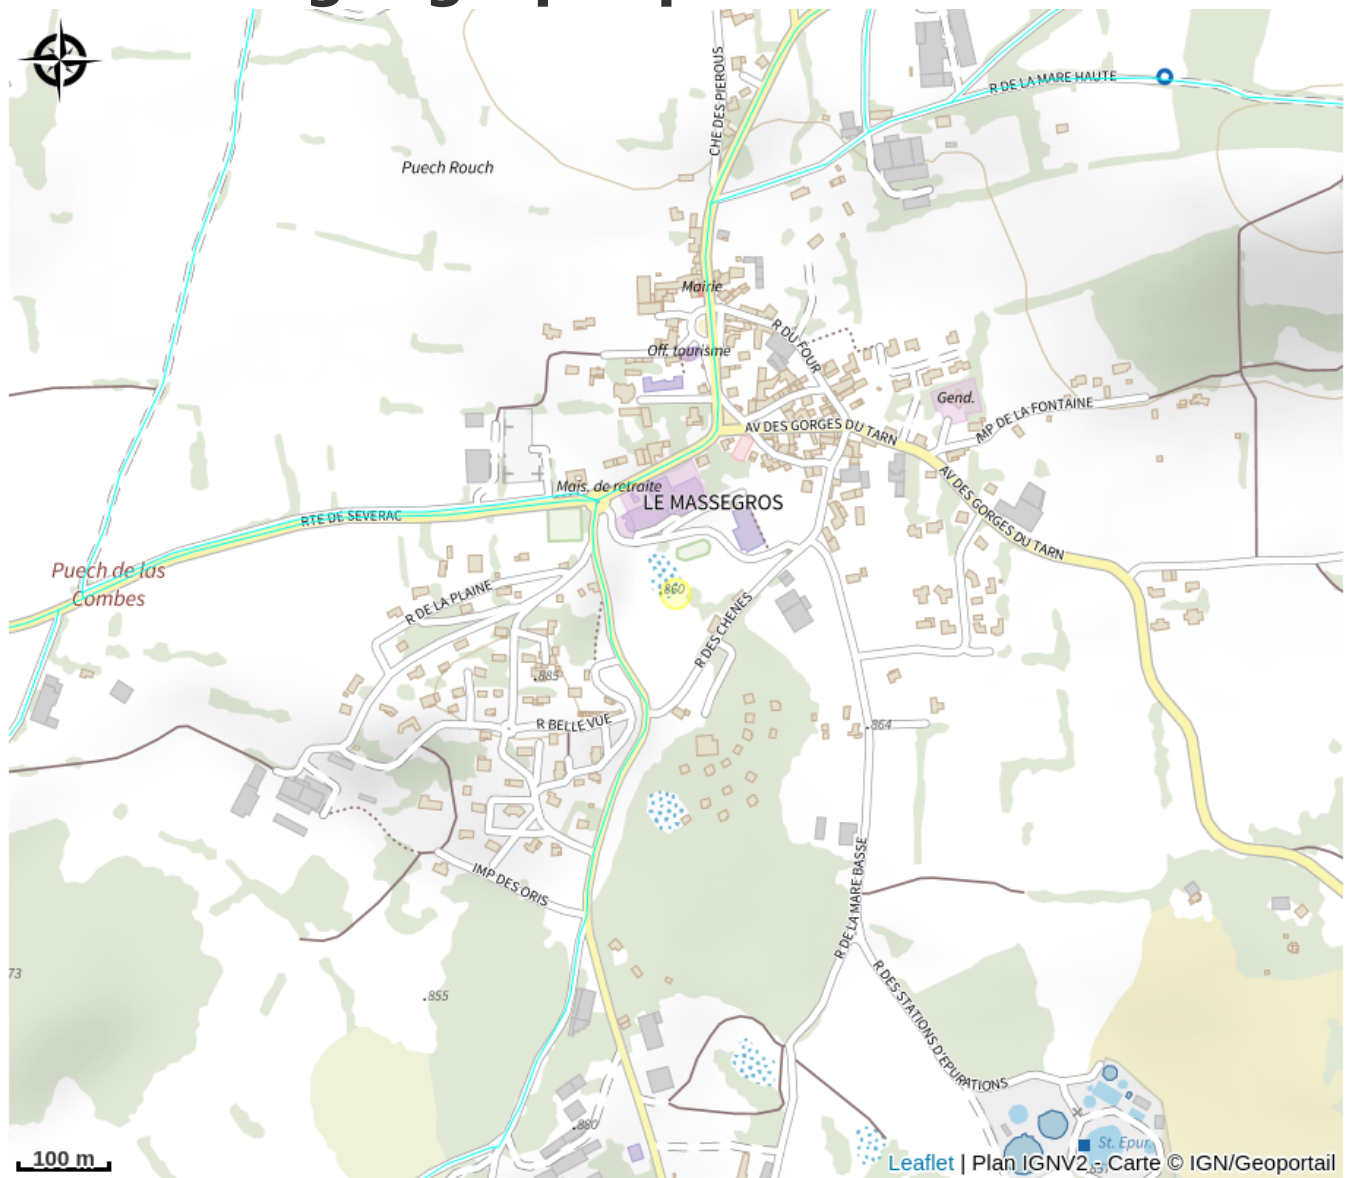 CHE DES PIEROUS
R DE LA MARE HAUTE
Puech Rouch
Mairie
R DU FOUR
Off. tourisme
Gend.
IMP DE LA FONTAINE
AV DES GORGES DU TARN
AV DES GORGES DU TARN
Mais. de retraite
LE MASSEGROS
RTE DE SEVERAC
Puech de las
Combes
.860
R DE LA PLAINE
R DES CHENES
.885
R BELLE VUE
.864
IMP DES ORIS
R DE LA MARE BASSE
73
.855
R DES STATIONS D'EPURATIONS
.880
St. Epur.
100 m
Leaflet | Plan IGNV2 - Carte © IGN/Geoportail